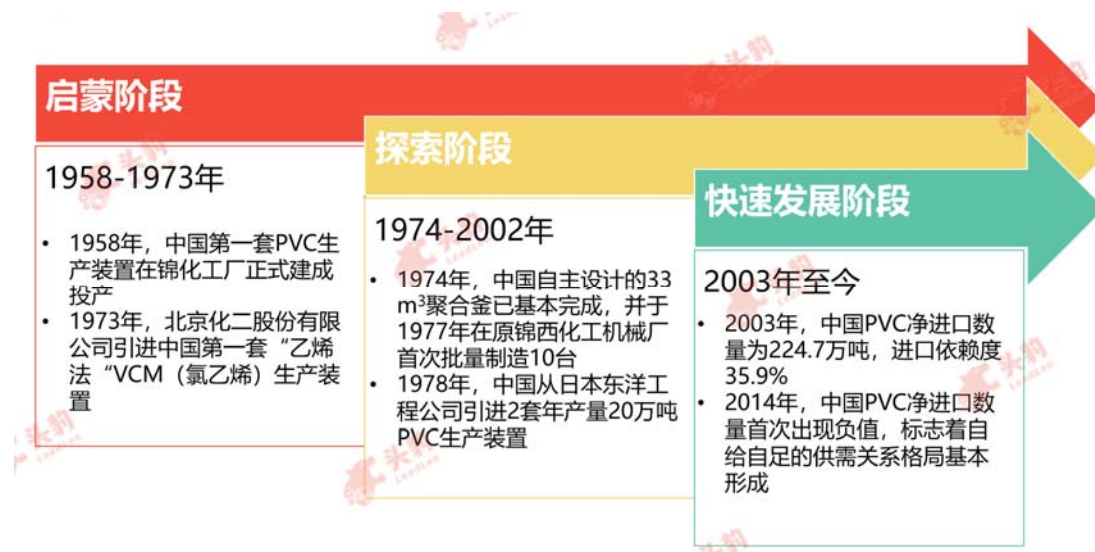 启蒙阶段
1958-1973年
• 1958年，中国第一套PVC生
产装置在锦化工厂正式建成
投产
• 1973年，北京化二股份有限
公司引进中国第一套“乙烯
法“VCM（氯乙烯）生产装
置
探索阶段
1974-2002年
• 1974年，中国自主设计的33
m³聚合釜已基本完成，并于
1977年在原锦西化工机械厂
首次批量制造10台
• 1978年，中国从日本东洋工
程公司引进2套年产量20万吨
PVC生产装置
快速发展阶段
2003年至今
• 2003年，中国PVC净进口数
量为224.7万吨，进口依赖度
35.9%
• 2014年，中国PVC净进口数
量首次出现负值，标志着自
给自足的供需关系格局基本
形成
头豹
LeadLeo